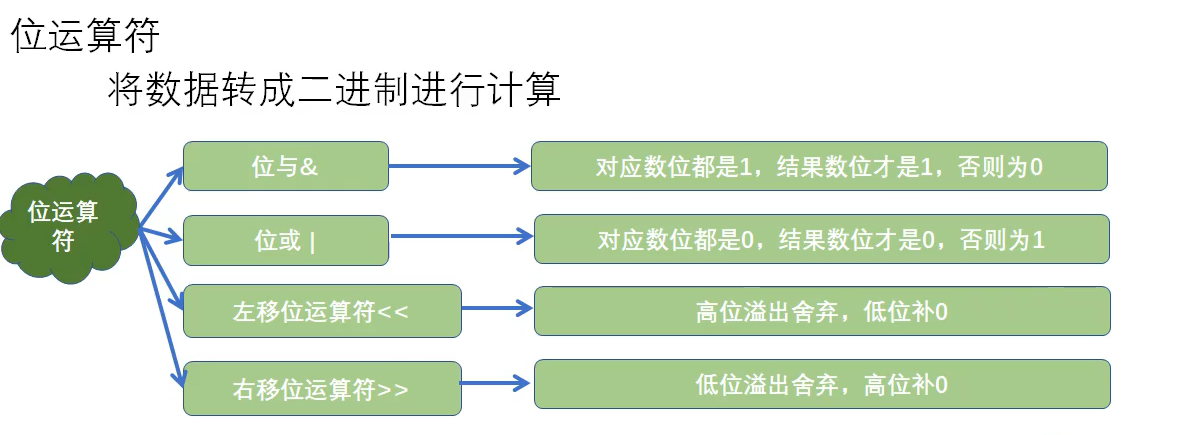 位运算符
将数据转成二进制进行计算
位运算
符
位与&
对应数位都是1，结果数位才是1，否则为0
位或 |
对应数位都是0，结果数位才是0，否则为1
左移位运算符<<
高位溢出舍弃，低位补0
右移位运算符>>
低位溢出舍弃，高位补0